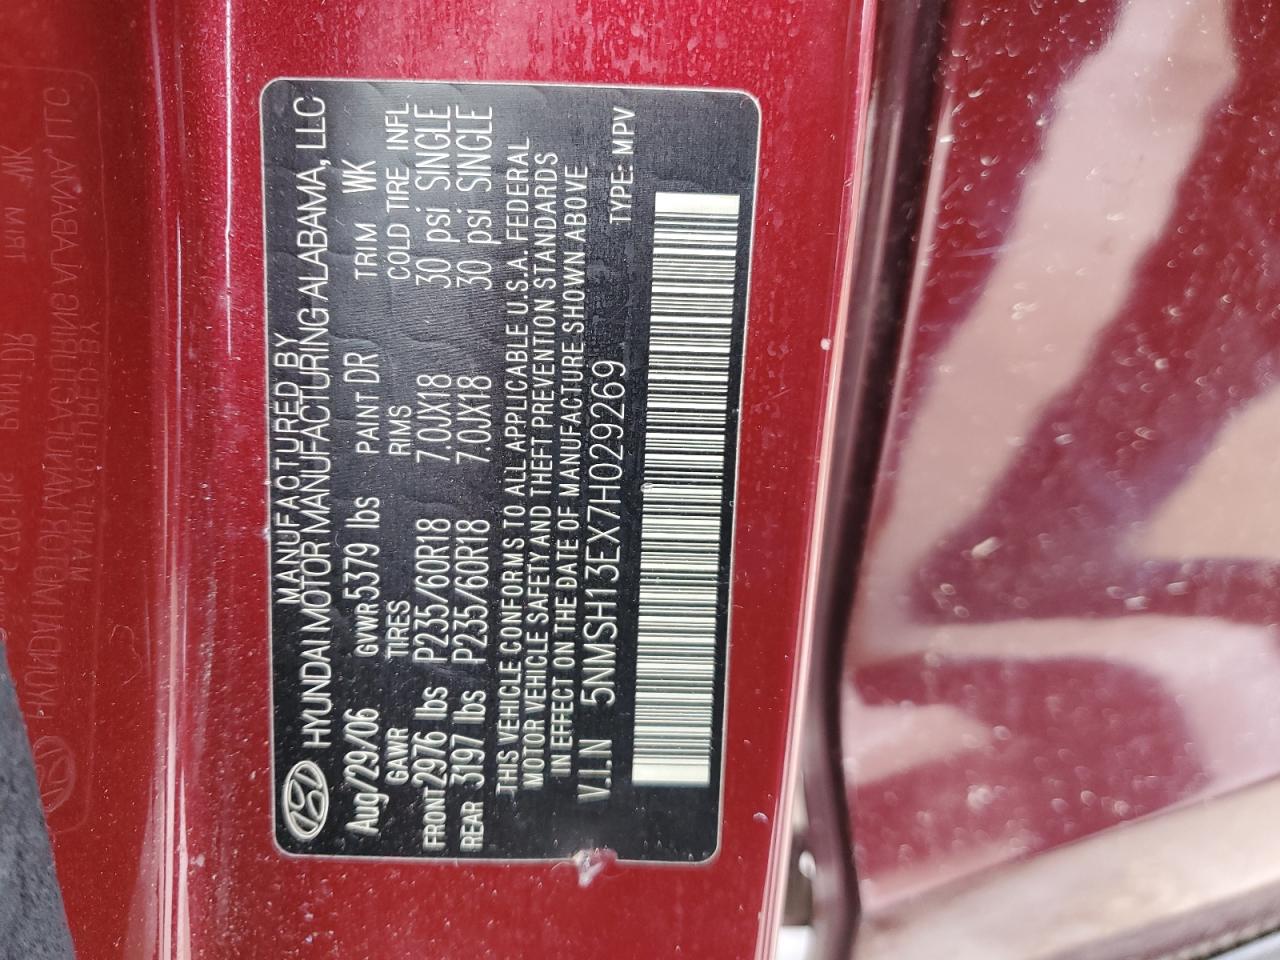 MANUFACTURED BY
HYUNDAI MOTOR MANUFACTURING ALABAMA, LLC
Aug/29/06 GVWR 5379 lbs PAINT DR TRIM WK
GAWR TIRES RIMS COLD TIRE INFL
FRONT 2976 lbs P235/60R18 7.0JX18 30 psi SINGLE
REAR 3197 lbs P235/60R18 7.0JX18 30 psi SINGLE
THIS VEHICLE CONFORMS TO ALL APPLICABLE U.S.A. FEDERAL
MOTOR VEHICLE SAFETY AND THEFT PREVENTION STANDARDS
IN EFFECT ON THE DATE OF MANUFACTURE SHOWN ABOVE
V.I.N 5NMSH13EX7H029269 TYPE: MPV